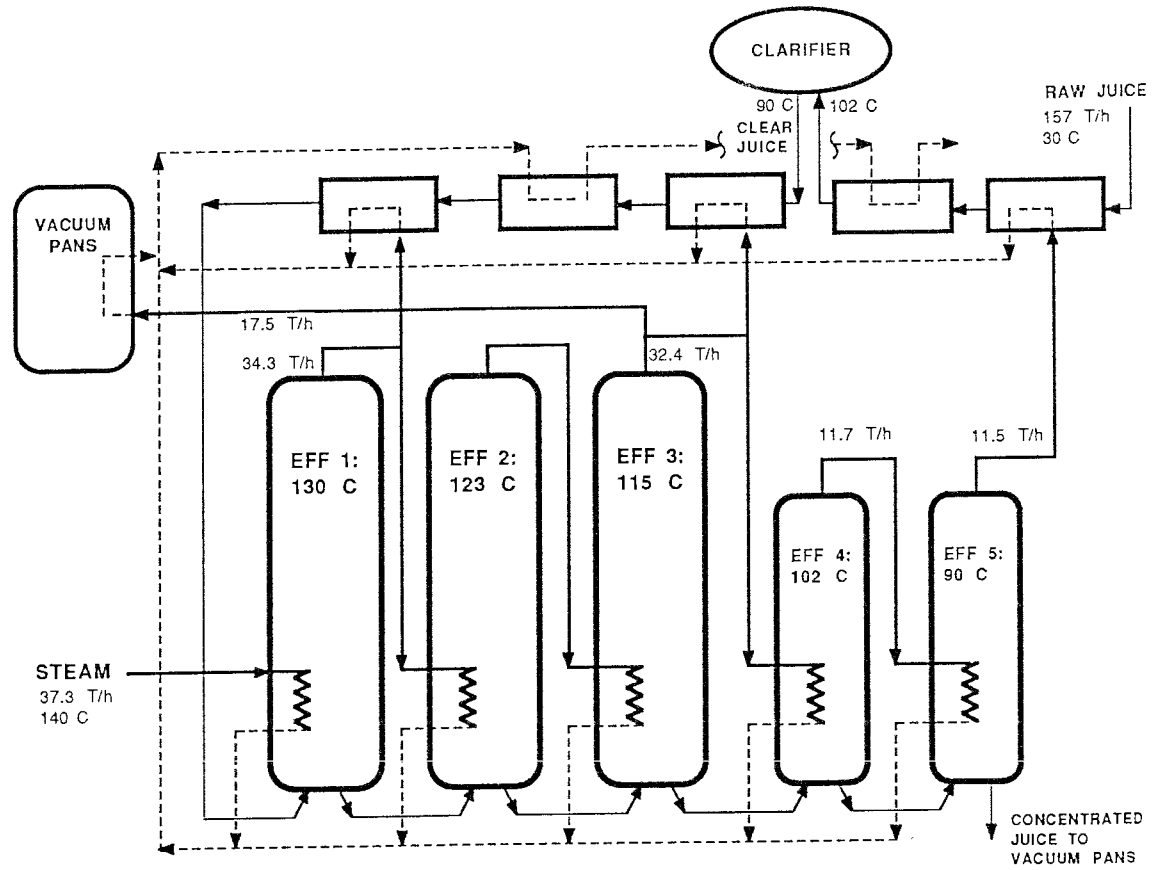 CLARIFIER
RAW JUICE
157 T/h
30 C
90 C
102 C
CLEAR
JUICE
VACUUM
PANS
17.5 T/h
34.3 T/h
32.4 T/h
11.7 T/h
11.5 T/h
EFF 1:
130 C
EFF 2:
123 C
EFF 3:
115 C
EFF 4:
102 C
EFF 5:
90 C
STEAM
37.3 T/h
140 C
CONCENTRATED
JUICE TO
VACUUM PANS